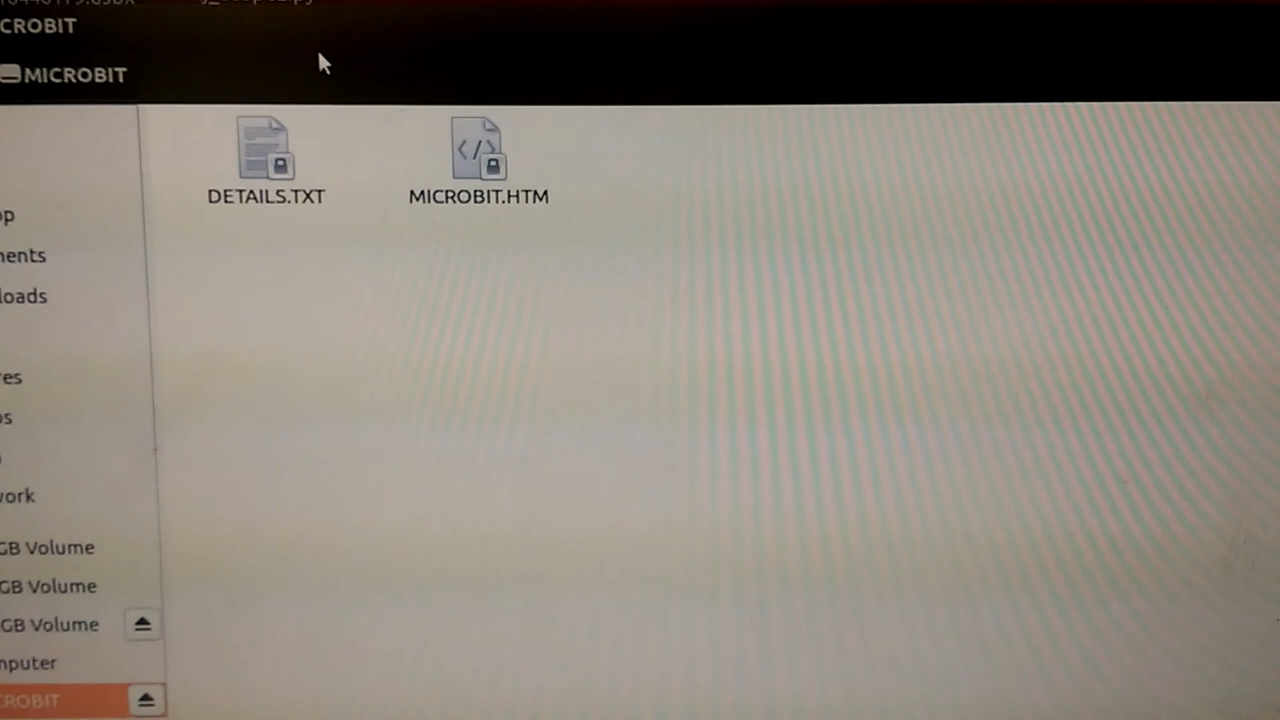 CROBIT
MICROBIT
DETAILS.TXT
MICROBIT.HTM
op
nents
loads
res
os
work
GB Volume
GB Volume
GB Volume
mputer
CROBIT